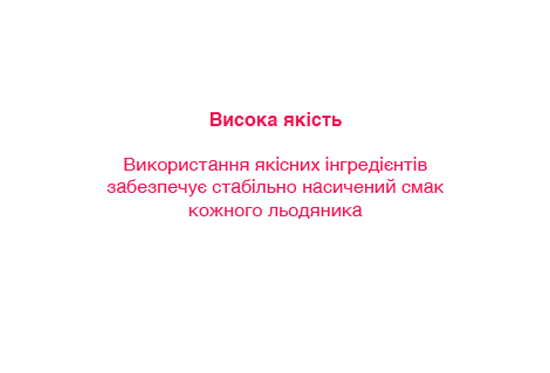 Висока якість
Використання якісних інгредієнтів
забезпечує стабільно насичений смак
кожного льодяника